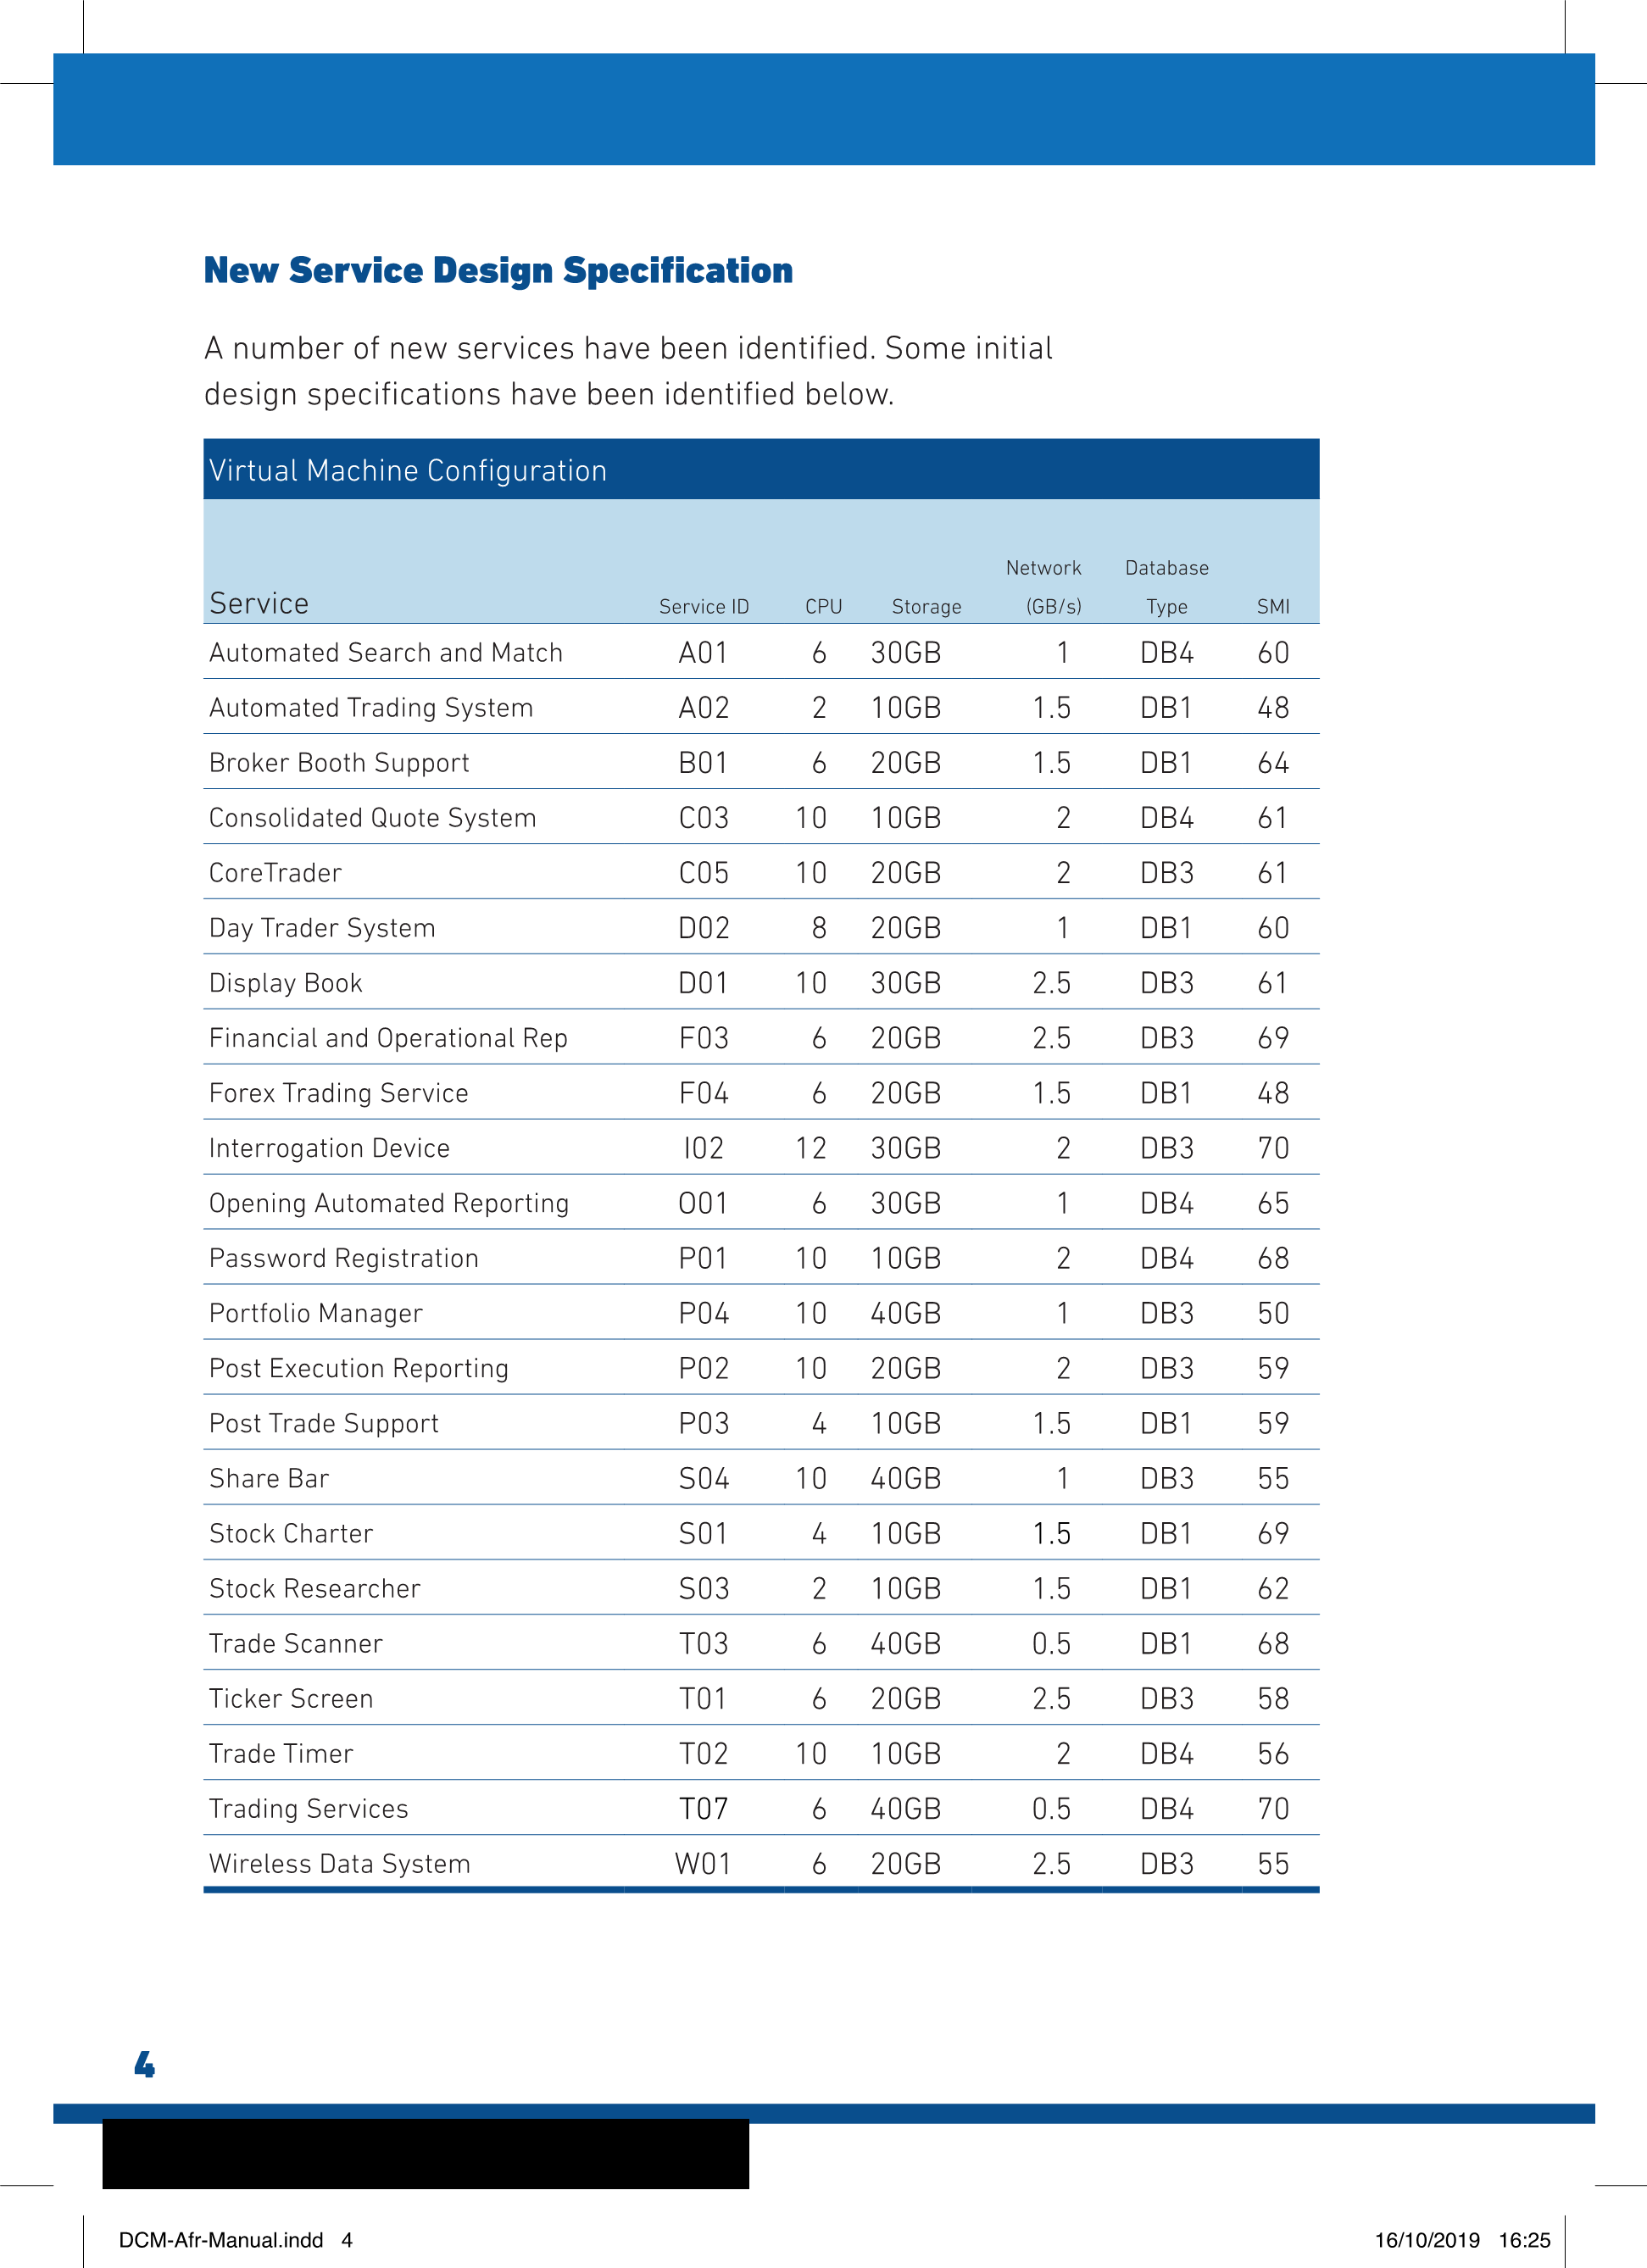 New Service Design Specification
A number of new services have been identified. Some initial
design specifications have been identified below.
Virtual Machine Configuration
Service Service ID CPU Storage Network (GB/s) Database Type SMI
Automated Search and Match A01 6 30GB 1 DB4 60
Automated Trading System A02 2 10GB 1.5 DB1 48
Broker Booth Support B01 6 20GB 1.5 DB1 64
Consolidated Quote System C03 10 10GB 2 DB4 61
CoreTrader C05 10 20GB 2 DB3 61
Day Trader System D02 8 20GB 1 DB1 60
Display Book D01 10 30GB 2.5 DB3 61
Financial and Operational Rep F03 6 20GB 2.5 DB3 69
Forex Trading Service F04 6 20GB 1.5 DB1 48
Interrogation Device I02 12 30GB 2 DB3 70
Opening Automated Reporting O01 6 30GB 1 DB4 65
Password Registration P01 10 10GB 2 DB4 68
Portfolio Manager P04 10 40GB 1 DB3 50
Post Execution Reporting P02 10 20GB 2 DB3 59
Post Trade Support P03 4 10GB 1.5 DB1 59
Share Bar S04 10 40GB 1 DB3 55
Stock Charter S01 4 10GB 1.5 DB1 69
Stock Researcher S03 2 10GB 1.5 DB1 62
Trade Scanner T03 6 40GB 0.5 DB1 68
Ticker Screen T01 6 20GB 2.5 DB3 58
Trade Timer T02 10 10GB 2 DB4 56
Trading Services T07 6 40GB 0.5 DB4 70
Wireless Data System W01 6 20GB 2.5 DB3 55
4
DCM-Afr-Manual.indd 4 16/10/2019 16:25